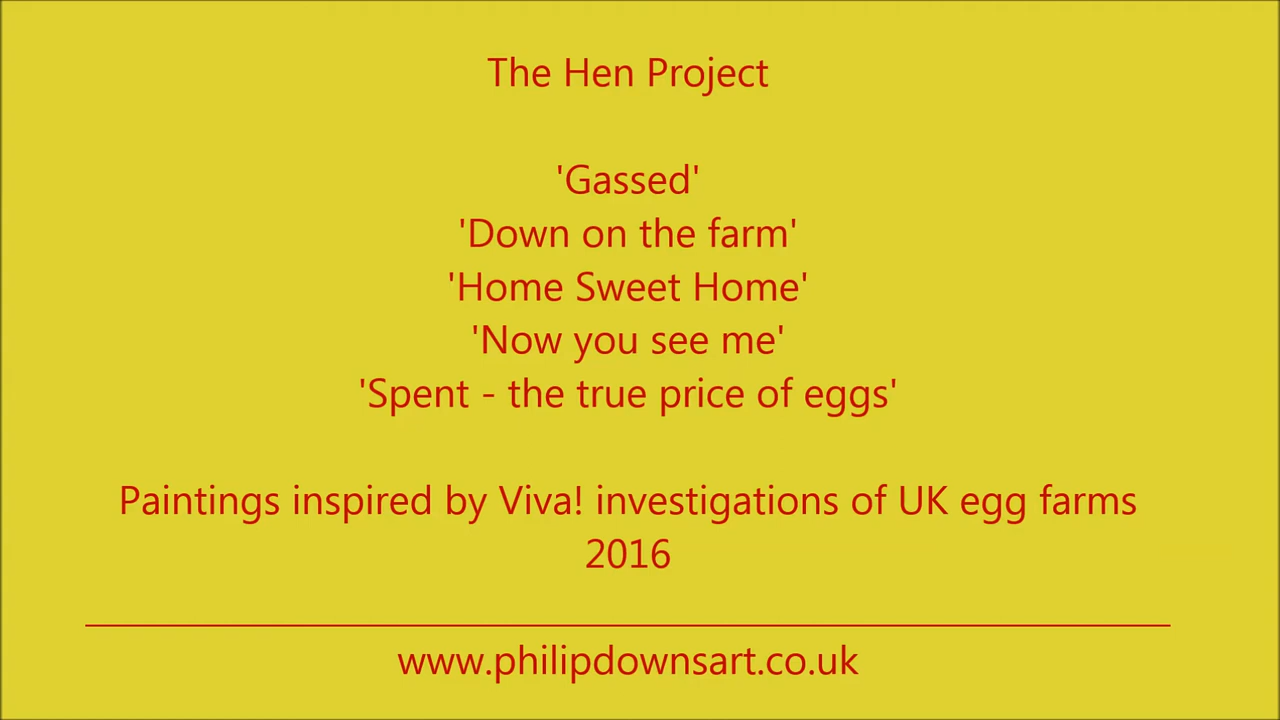 The Hen Project
'Gassed'
'Down on the farm'
'Home Sweet Home'
'Now you see me'
'Spent - the true price of eggs'
Paintings inspired by Viva! investigations of UK egg farms
2016
www.philipdownsart.co.uk